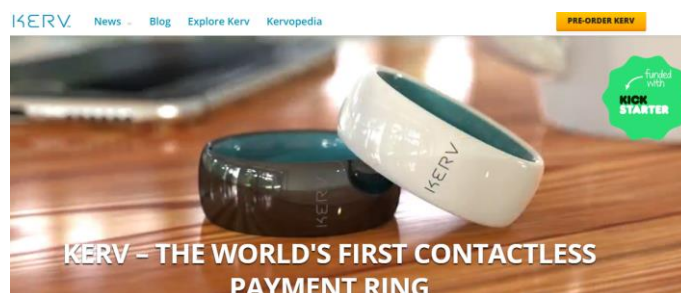 KERV. News Blog Explore Kerv Kervopedia PRE-ORDER KERV
funded
with
KICK
STARTER
KERV
KERV
KERV – THE WORLD'S FIRST CONTACTLESS
PAYMENT RING